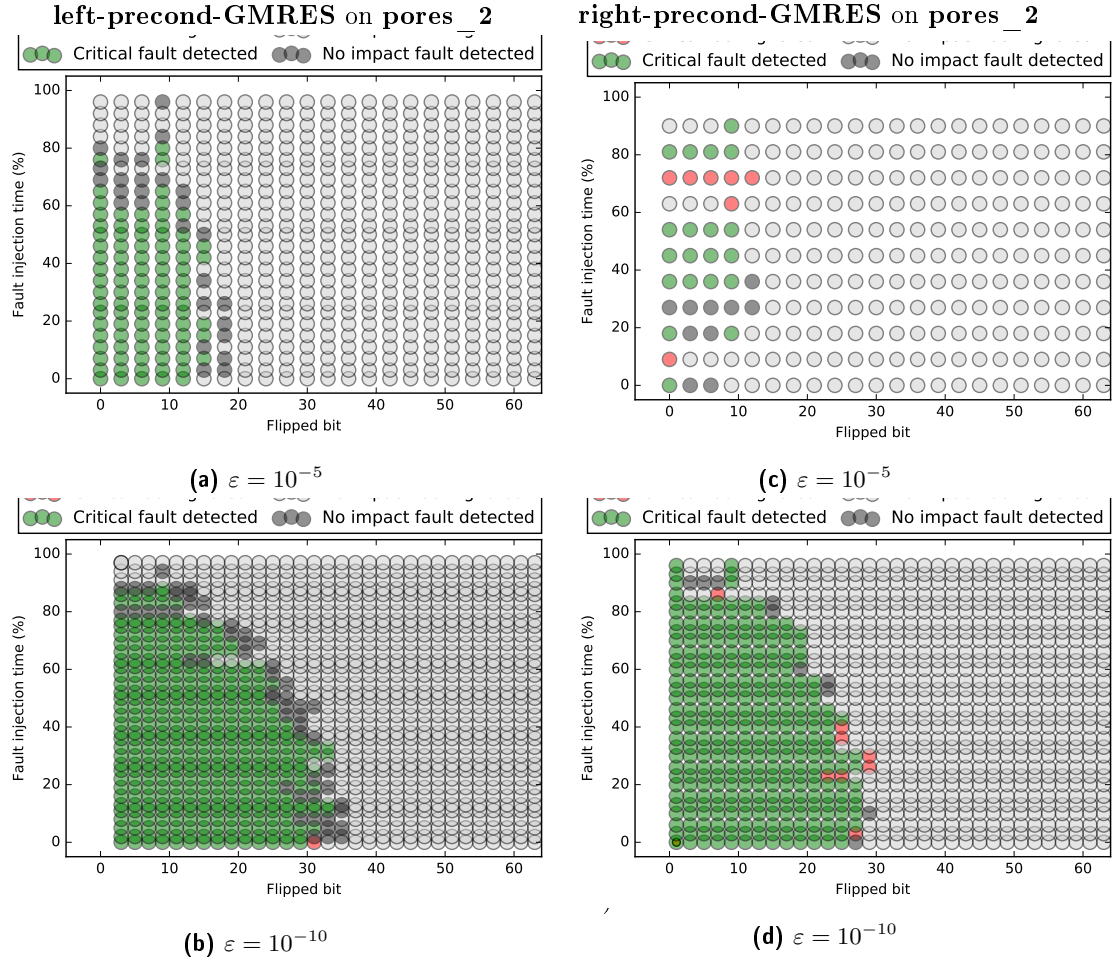 left-precond-GMRES on pores_2
Critical fault detected
No impact fault detected
100
80
60
40
20
0
Fault injection time (%)
0 10 20 30 40 50 60
Flipped bit
(a) ε = 10⁻⁵
right-precond-GMRES on pores_2
Critical fault detected
No impact fault detected
100
80
60
40
20
0
Fault injection time (%)
0 10 20 30 40 50 60
Flipped bit
(c) ε = 10⁻⁵
Critical fault detected
No impact fault detected
100
80
60
40
20
0
Fault injection time (%)
0 10 20 30 40 50 60
Flipped bit
(b) ε = 10⁻¹⁰
Critical fault detected
No impact fault detected
100
80
60
40
20
0
Fault injection time (%)
0 10 20 30 40 50 60
Flipped bit
,
(d) ε = 10⁻¹⁰